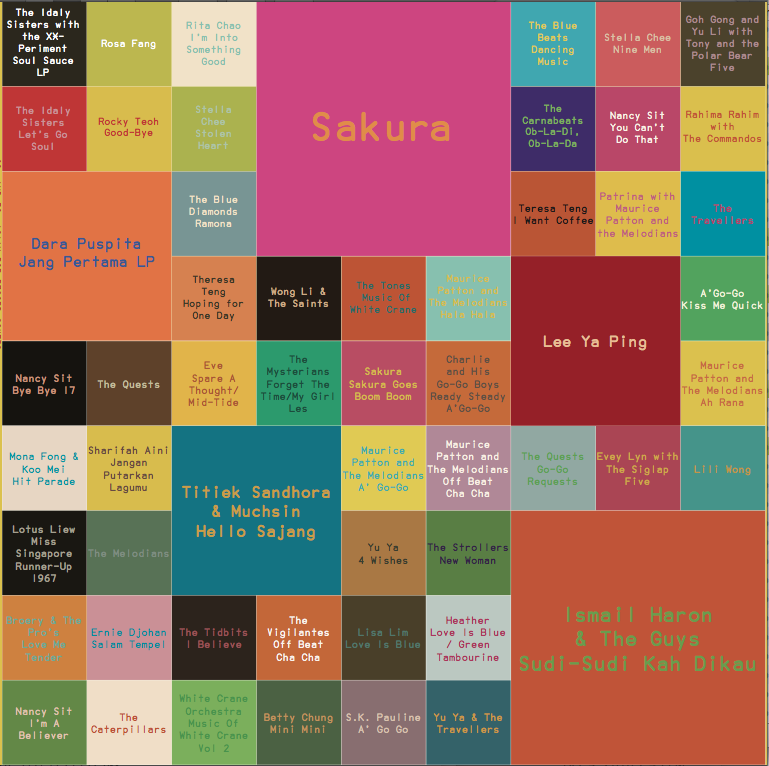 The Idaly
Sisters with
the XX-
Periment
Soul Sauce
LP
Rosa Fang
Rita Chao
I'm Into
Something
Good
Sakura
The Blue
Beats
Dancing
Music
Stella Chee
Nine Men
Goh Gong and
Yu Li with
Tony and the
Polar Bear
Five
The Idaly
Sisters
Let's Go
Soul
Rocky Teoh
Good-Bye
Stella
Chee
Stolen
Heart
The
Carnabeats
Ob-La-Di,
Ob-La-Da
Nancy Sit
You Can't
Do That
Rahima Rahim
with
The Commandos
Dara Puspita
Jang Pertama LP
The Blue
Diamonds
Ramona
Teresa Teng
I Want Coffee
Patrina with
Maurice
Patton and
the Melodians
The
Travellers
Theresa
Teng
Hoping for
One Day
Wong Li &
The Saints
The Tones
Music Of
White Crane
Maurice
Patton and
The Melodians
Hala Hala
Lee Ya Ping
A'Go-Go
Kiss Me Quick
Nancy Sit
Bye Bye 17
The Quests
Eve
Spare A
Thought/
Mid-Tide
The
Mysterians
Forget The
Time/My Girl
Les
Sakura
Sakura Goes
Boom Boom
Charlie
and His
Go-Go Boys
Ready Steady
A'Go-Go
Maurice
Patton and
The Melodians
Ah Rana
Mona Fong &
Koo Mei
Hit Parade
Sharifah Aini
Jangan
Putarkan
Lagumu
Titiek Sandhora
& Muchsin
Hello Sajang
Maurice
Patton and
The Melodians
A' Go-Go
Maurice
Patton and
The Melodians
Off Beat
Cha Cha
The Quests
Go-Go
Requests
Evey Lyn with
The Siglap
Five
Lili Wong
Lotus Liew
Miss
Singapore
Runner-Up
1967
The Melodians
Yu Ya
4 Wishes
The Strollers
New Woman
Ismail Haron
& The Guys
Sudi-Sudi Kah Dikau
& The
Pro's
Love Me
Tender
Ernie Djohan
Salam Tempel
The Tidbits
I Believe
The
Vigilantes
Off Beat
Cha Cha
Lisa Lim
Love Is Blue
Heather
Love Is Blue
/ Green
Tambourine
Nancy Sit
I'm A
Believer
The
Caterpillars
White Crane
Orchestra
Music Of
White Crane
Vol 2
Betty Chung
Mini Mini
S.K. Pauline
A' Go Go
Yu Ya & The
Travellers